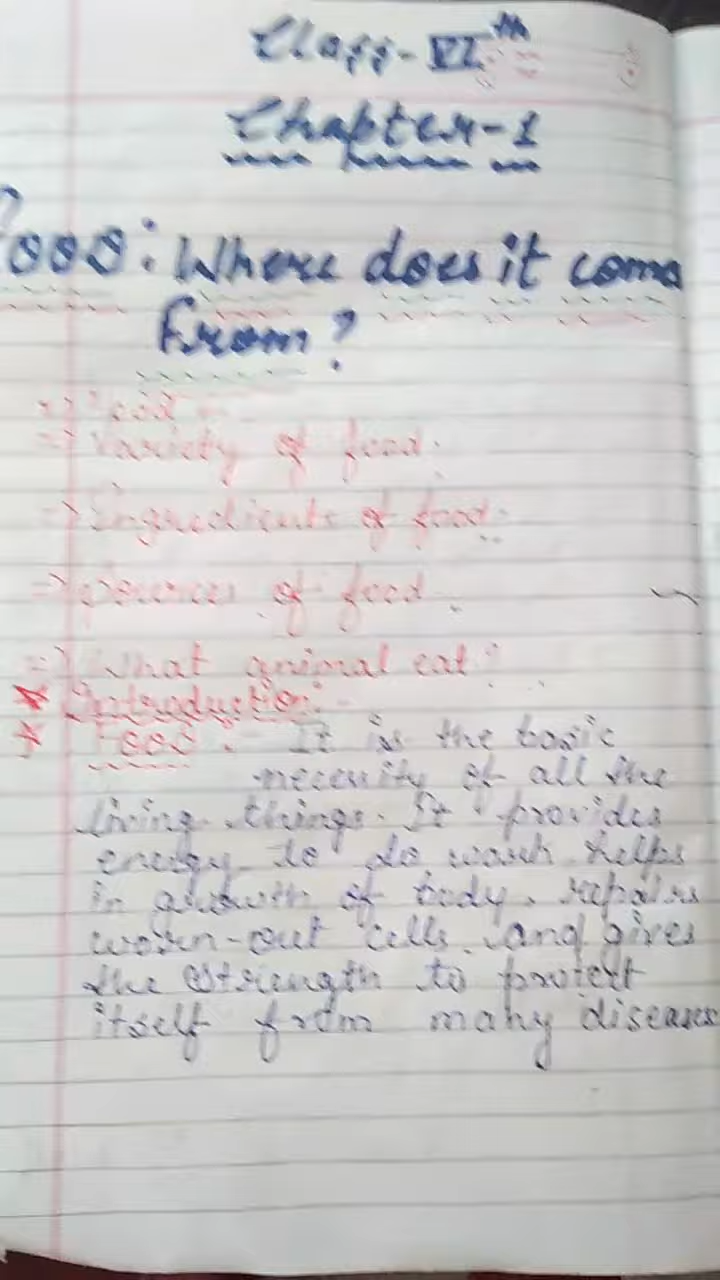 Class-VIth
Chapter-1
Food: Where does it come
from?
=> Food -
=> Variety of food.
=> Ingredients of food.
=> Sources of food
=> What animal eat?
* Introduction:-
* Food :- It is the basic
necessity of all the
living things. It provides
energy to do work helps
in growth of body, repairs
worn-out cells and gives
the strength to protect
itself from many diseases